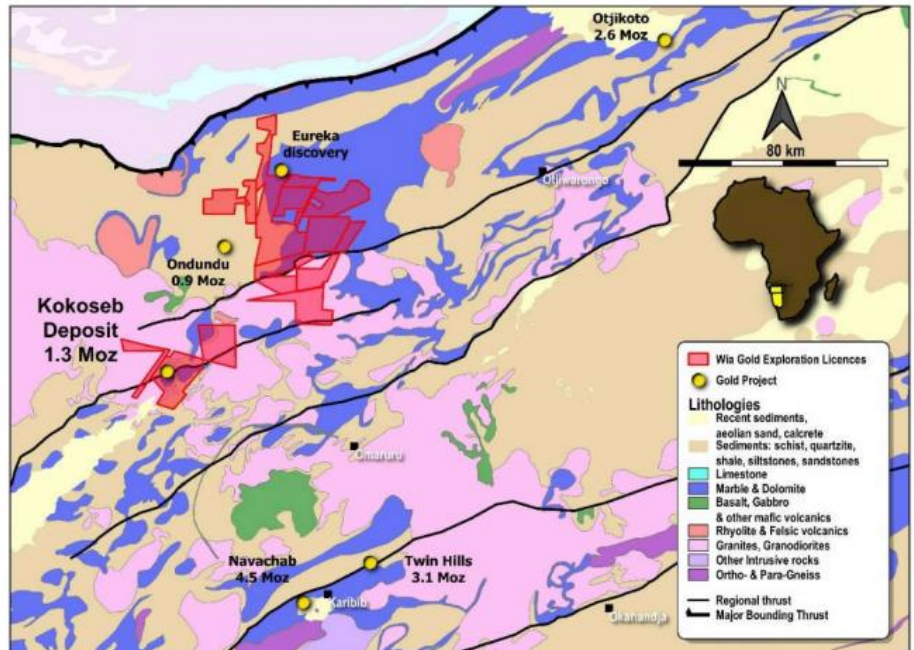 Otjikoto
2.6 Moz
N
Eureka
discovery
80 km
Otjiwarongo
Ondundu
0.9 Moz
Kokoseb
Deposit
1.3 Moz
Omaruru
Navachab
4.5 Moz
Twin Hills
3.1 Moz
Karibib
Okahandja
Wia Gold Exploration Licences
Gold Project
Lithologies
Recent sediments,
aeolian sand, calcrete
Sediments: schist, quartzite,
shale, siltstones, sandstones
Limestone
Marble & Dolomite
Basalt, Gabbro
& other mafic volcanics
Rhyolite & Felsic volcanics
Granites, Granodiorites
Other Intrusive rocks
Ortho- & Para-Gneiss
Regional thrust
Major Bounding Thrust